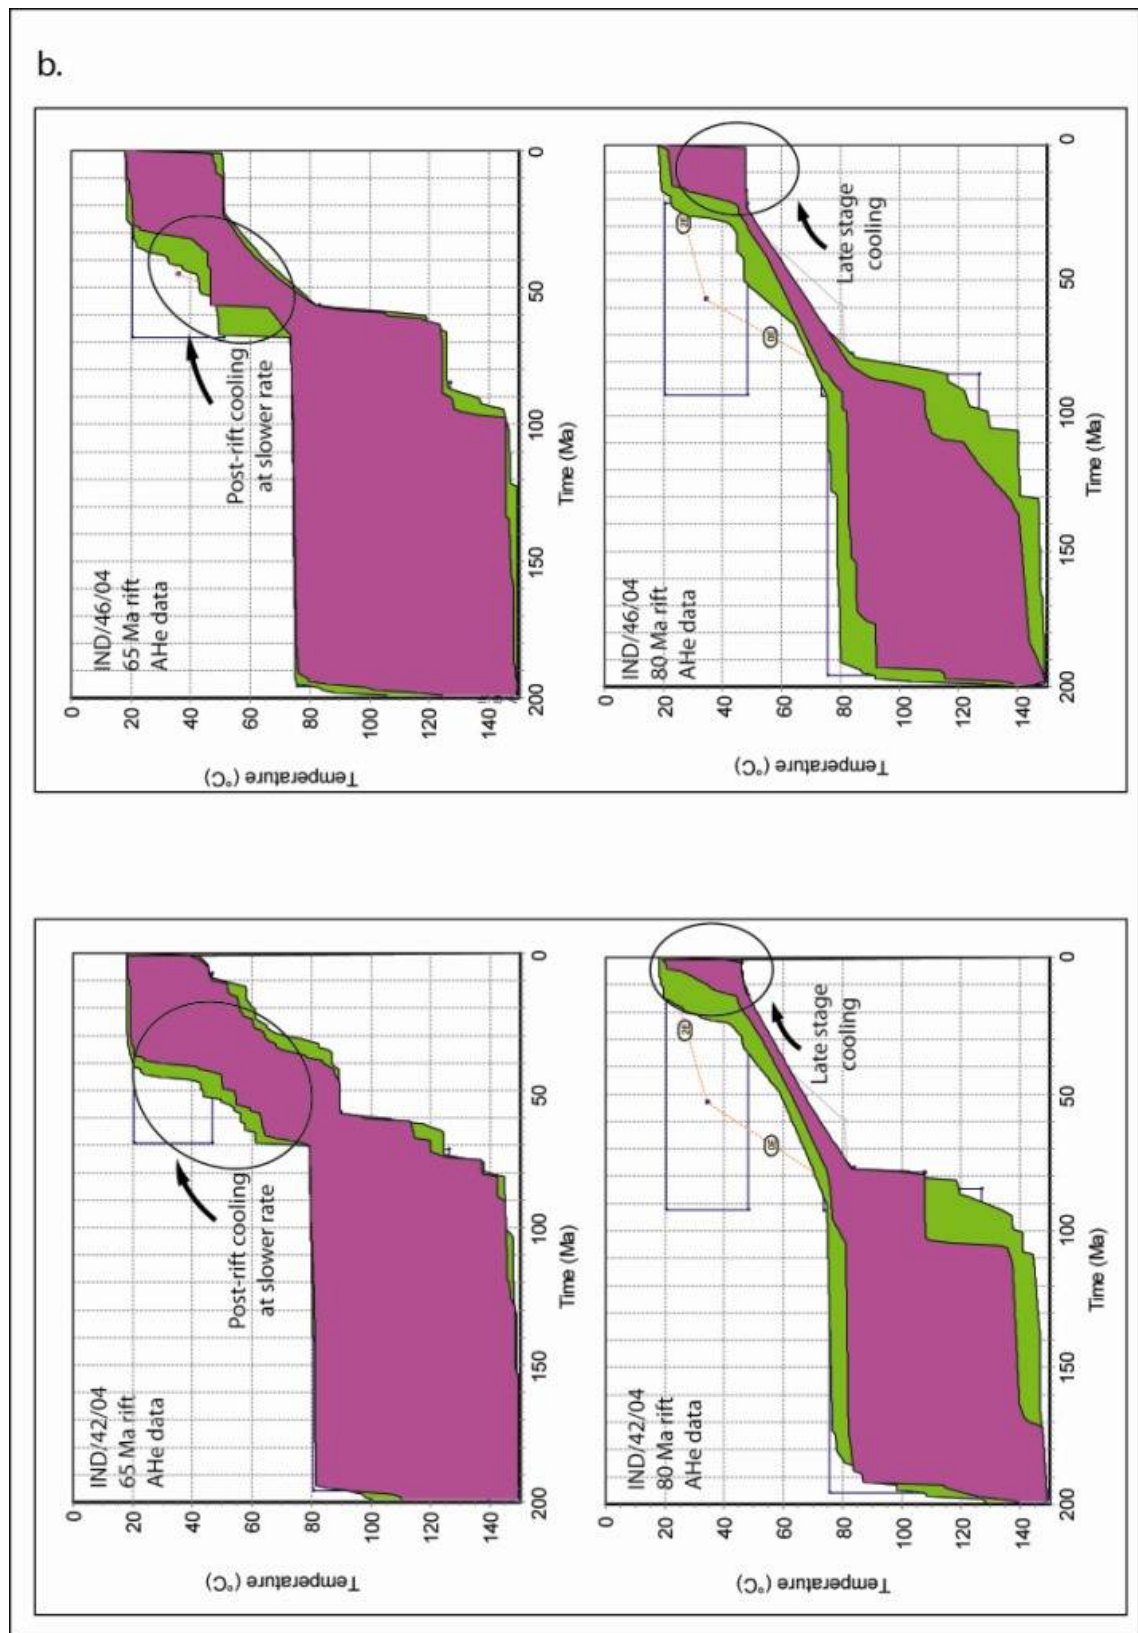 b.
IND/46/04
65 Ma rift
AHe data
Post-rift cooling
at slower rate
0
20
40
60
80
100
120
140
200 150 100 50 0
Temperature (°C)
Time (Ma)
IND/46/04
80 Ma rift
AHe data
Late stage
cooling
0
20
40
60
80
100
120
140
200 150 100 50 0
Temperature (°C)
Time (Ma)
IND/42/04
65 Ma rift
AHe data
Post-rift cooling
at slower rate
0
20
40
60
80
100
120
140
200 150 100 50 0
Temperature (°C)
Time (Ma)
IND/42/04
80 Ma rift
AHe data
Late stage
cooling
0
20
40
60
80
100
120
140
200 150 100 50 0
Temperature (°C)
Time (Ma)